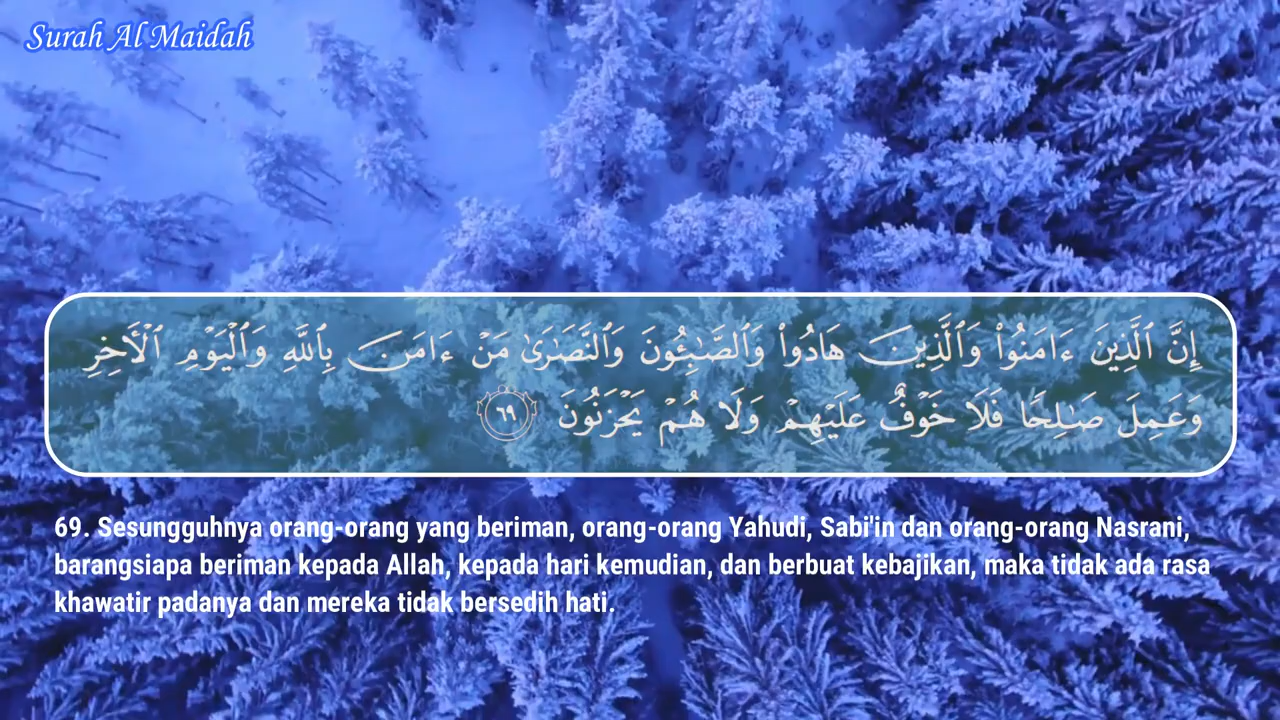 Surah Al Maidah
إِنَّ ٱلَّذِينَ ءَامَنُوا۟ وَٱلَّذِينَ هَادُوا۟ وَٱلصَّـٰبِـُٔونَ وَٱلنَّصَـٰرَىٰ مَنْ ءَامَنَ بِٱللَّهِ وَٱلْيَوْمِ ٱلْـَٔاخِرِ
وَعَمِلَ صَـٰلِحًا فَلَا خَوْفٌ عَلَيْهِمْ وَلَا هُمْ يَحْزَنُونَ ٦٩
69. Sesungguhnya orang-orang yang beriman, orang-orang Yahudi, Sabi'in dan orang-orang Nasrani,
barangsiapa beriman kepada Allah, kepada hari kemudian, dan berbuat kebajikan, maka tidak ada rasa
khawatir padanya dan mereka tidak bersedih hati.